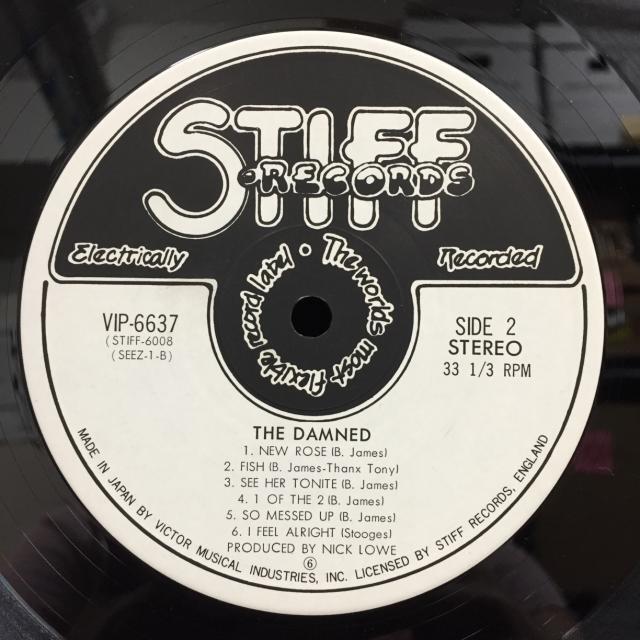 STIFF
RECORDS
Electrically
Recorded
The worlds most flexible record label •
VIP-6637
(STIFF-6008
(SEEZ-1-B)
SIDE 2
STEREO
33 1/3 RPM
THE DAMNED
1. NEW ROSE (B. James)
2. FISH (B. James-Thanx Tony)
3. SEE HER TONITE (B. James)
4. 1 OF THE 2 (B. James)
5. SO MESSED UP (B. James)
6. I FEEL ALRIGHT (Stooges)
PRODUCED BY NICK LOWE
⑥
MADE IN JAPAN BY VICTOR MUSICAL INDUSTRIES, INC. LICENSED BY STIFF RECORDS, ENGLAND